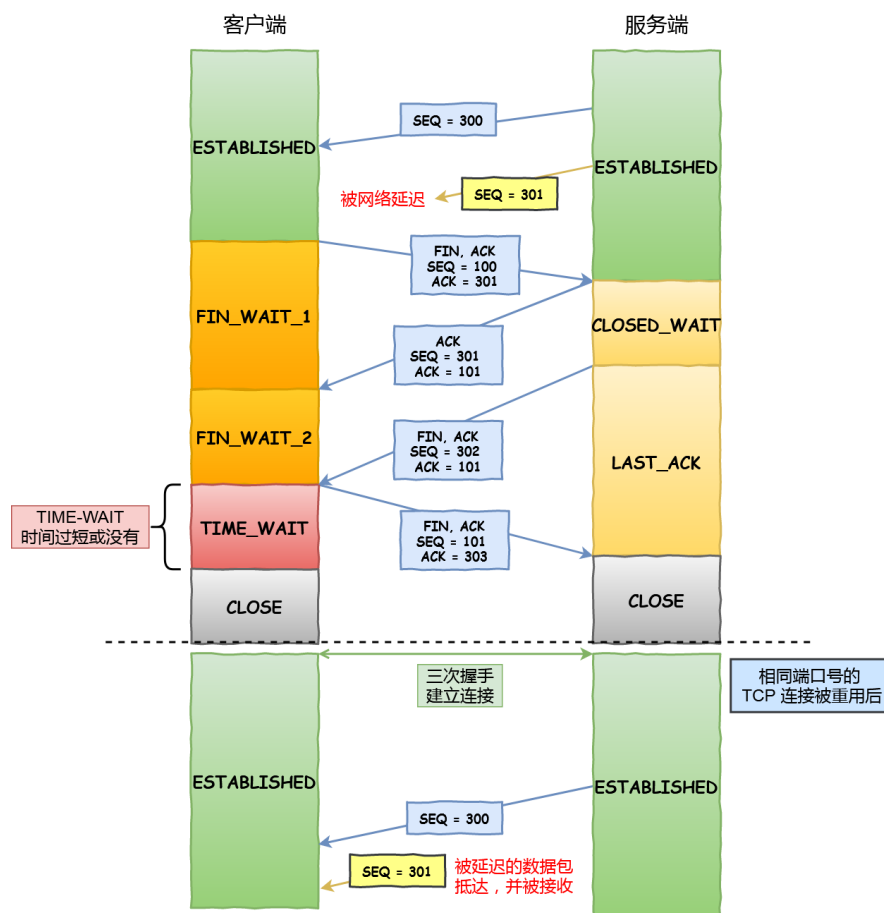 客户端
服务端
SEQ = 300
ESTABLISHED
ESTABLISHED
SEQ = 301
被网络延迟
FIN, ACK
SEQ = 100
ACK = 301
FIN_WAIT_1
CLOSED_WAIT
ACK
SEQ = 301
ACK = 101
FIN_WAIT_2
FIN, ACK
SEQ = 302
ACK = 101
LAST_ACK
TIME-WAIT
时间过短或没有
TIME_WAIT
FIN, ACK
SEQ = 101
ACK = 303
CLOSE
CLOSE
三次握手
建立连接
相同端口号的
TCP 连接被重用后
ESTABLISHED
ESTABLISHED
SEQ = 300
SEQ = 301
被延迟的数据包
抵达，并被接收